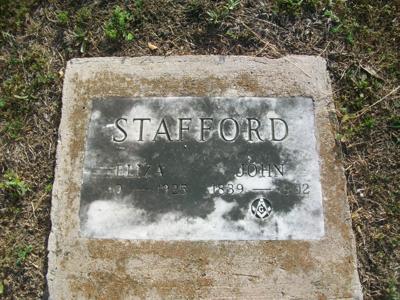 STAFFORD
ELIZA JOHN
1925 1839
G